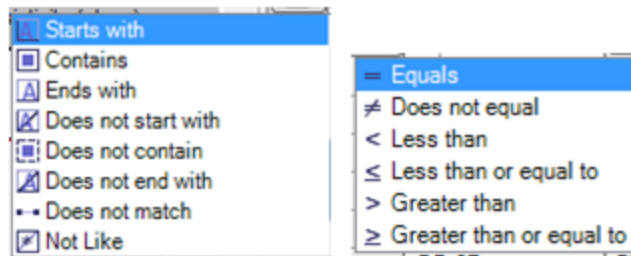 Starts with
Contains
Ends with
Does not start with
Does not contain
Does not end with
Does not match
Not Like
= Equals
≠ Does not equal
< Less than
≤ Less than or equal to
> Greater than
≥ Greater than or equal to